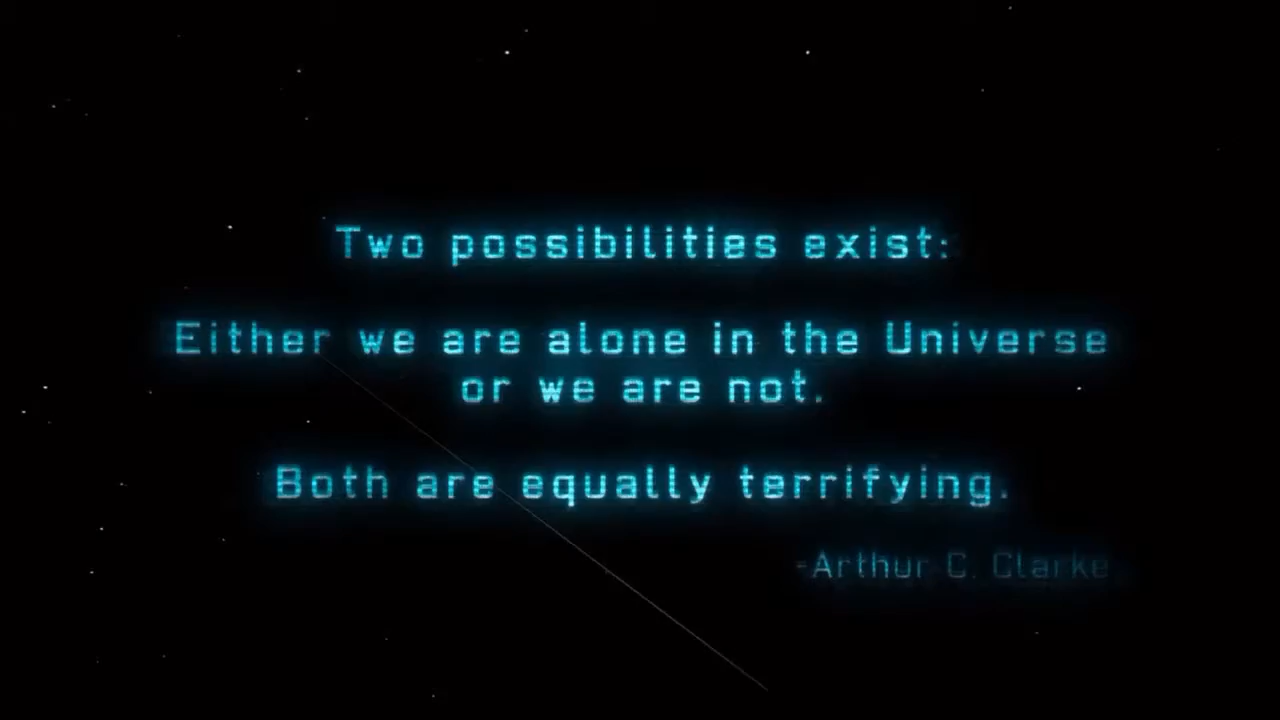 Two possibilities exist:
Either we are alone in the Universe
or we are not.
Both are equally terrifying.
-Arthur C. Clarke